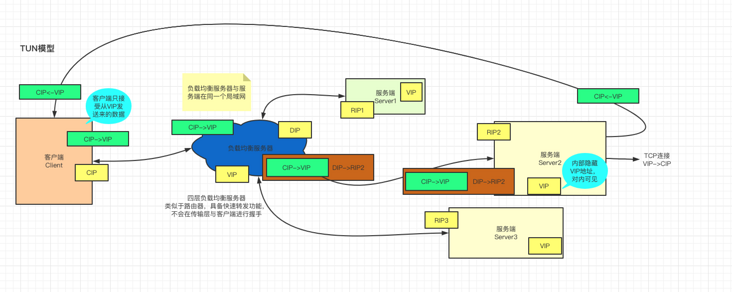 TUN模型
CIP<-VIP
客户端只接
受从VIP发
送来的数据
CIP->VIP
客户端
Client
CIP
负载均衡服务器与服
务端在同一个局域网
CIP->VIP
DIP
负载均衡服务器
VIP
CIP->VIP
DIP->RIP2
四层负载均衡服务器
类似于路由器，具备快速转发功能，
不会在传输层与客户端进行握手
服务端
Server1
VIP
RIP1
CIP<-VIP
RIP2
服务端
Server2
内部隐藏
VIP地址，
对内可见
VIP
CIP->VIP
DIP->RIP2
TCP连接
VIP->CIP
RIP3
服务端
Server3
VIP